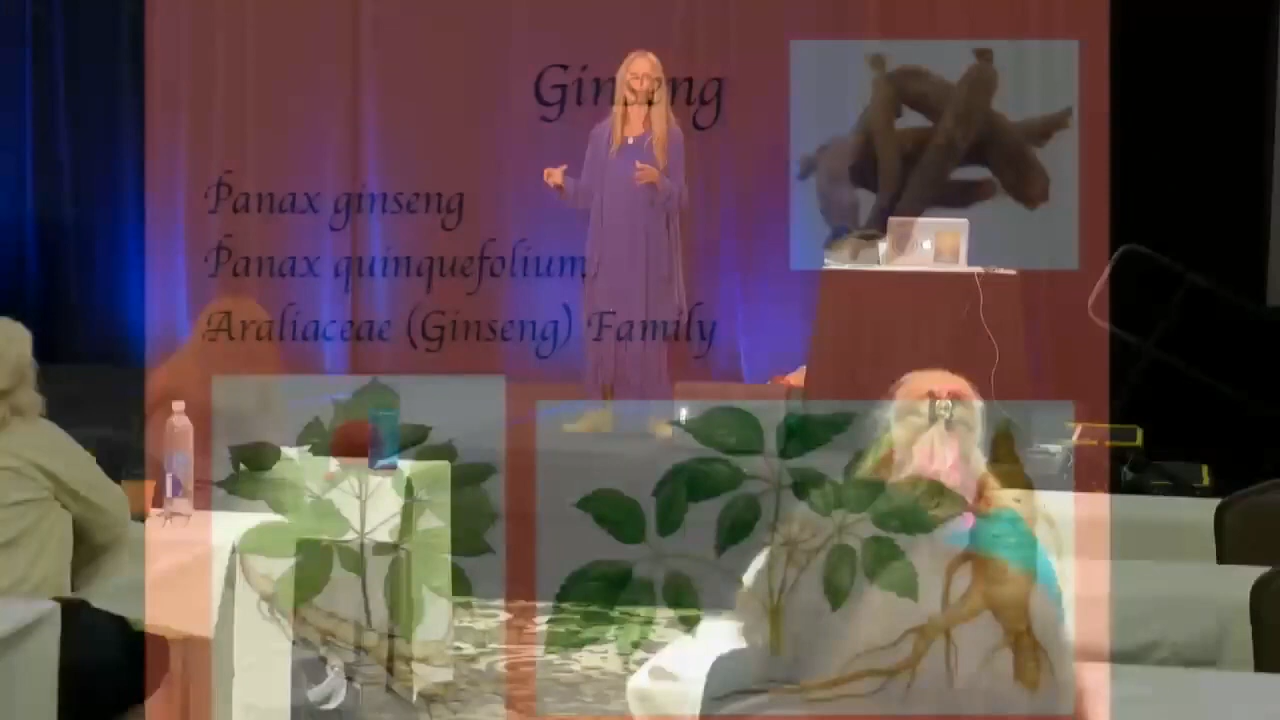 Ginseng
Panax ginseng
Panax quinquefolium,
Araliaceae (Ginseng) Family